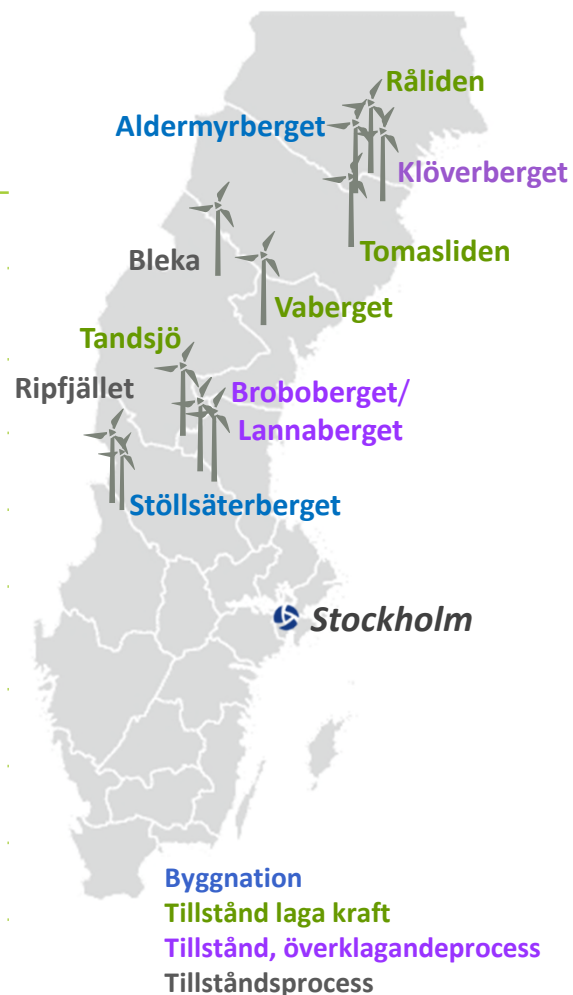 Råliden
Aldermyrberget
Klöverberget
Tomasliden
Bleka
Vaberget
Tandsjö
Ripfjället
Broboberget/
Lannaberget
Stöllsäterberget
Stockholm
Byggnation
Tillstånd laga kraft
Tillstånd, överklagandeprocess
Tillståndsprocess